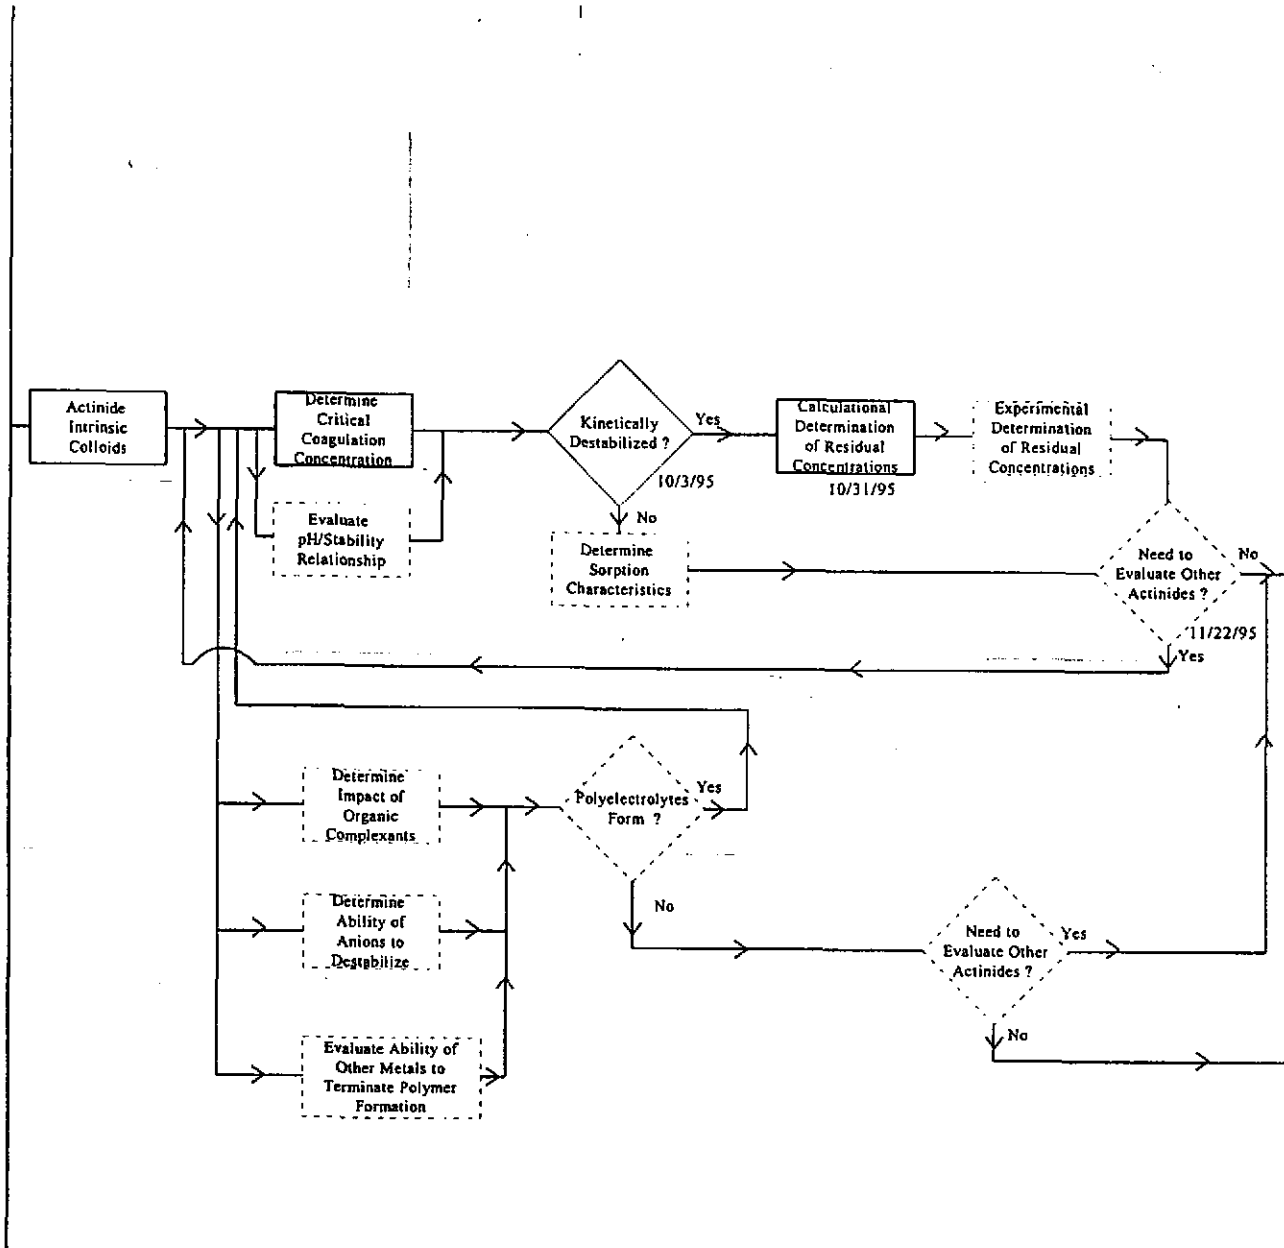 Actinide
Intrinsic
Colloids
Determine
Critical
Coagulation
Concentration
Evaluate
pH/Stability
Relationship
Kinetically
Destabilized ?
Yes
10/3/95
No
Determine
Sorption
Characteristics
Calculational
Determination
of Residual
Concentrations
10/31/95
Experimental
Determination
of Residual
Concentrations
Need to
Evaluate Other
Actinides ?
No
11/22/95
Yes
Determine
Impact of
Organic
Complexants
Determine
Ability of
Anions to
Destabilize
Evaluate Ability of
Other Metals to
Terminate Polymer
Formation
Polyelectrolytes
Form ?
Yes
No
Need to
Evaluate Other
Actinides ?
Yes
No